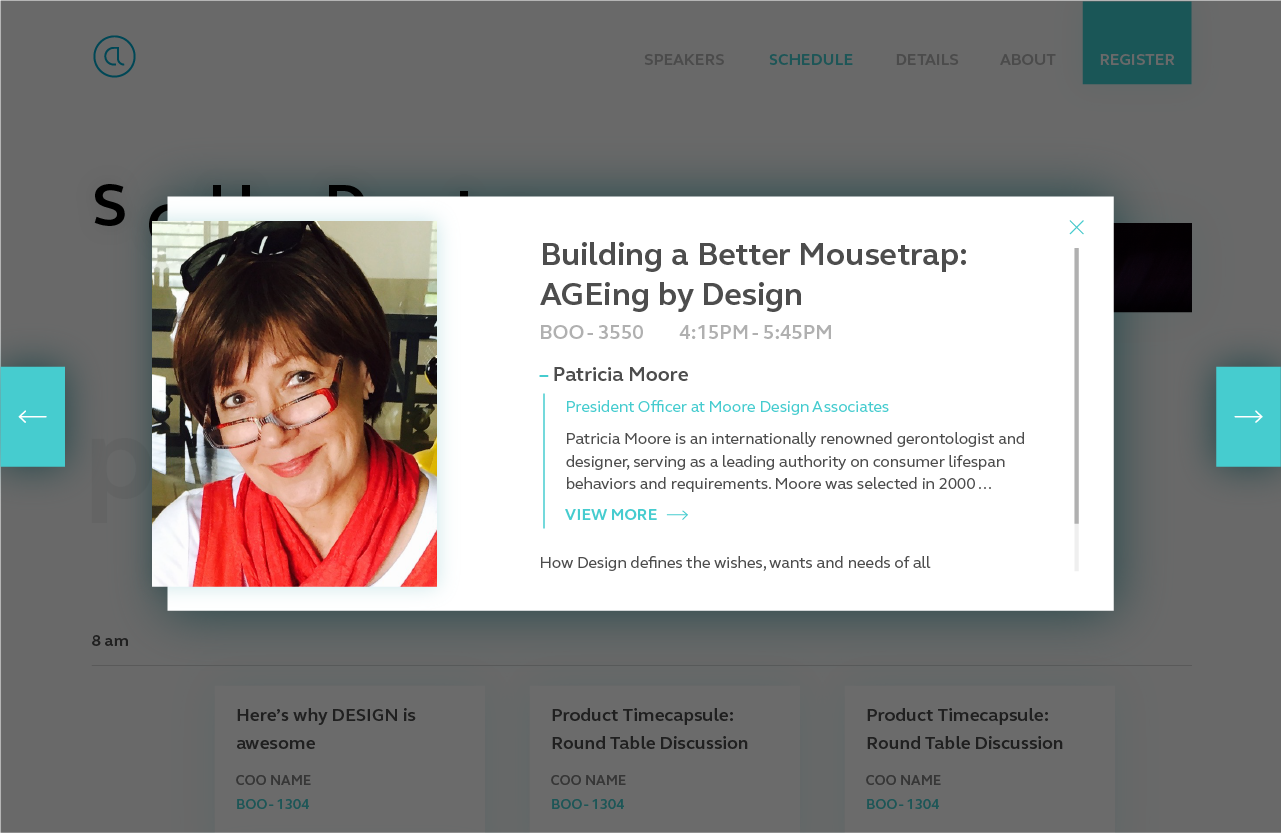 SPEAKERS SCHEDULE DETAILS ABOUT REGISTER
Building a Better Mousetrap:
AGEing by Design
BOO - 3550 4:15PM - 5:45PM
– Patricia Moore
President Officer at Moore Design Associates
Patricia Moore is an internationally renowned gerontologist and
designer, serving as a leading authority on consumer lifespan
behaviors and requirements. Moore was selected in 2000 ...
VIEW MORE
How Design defines the wishes, wants and needs of all
8 am
Here's why DESIGN is
awesome
COO NAME
BOO - 1304
Product Timecapsule:
Round Table Discussion
COO NAME
BOO - 1304
Product Timecapsule:
Round Table Discussion
COO NAME
BOO - 1304